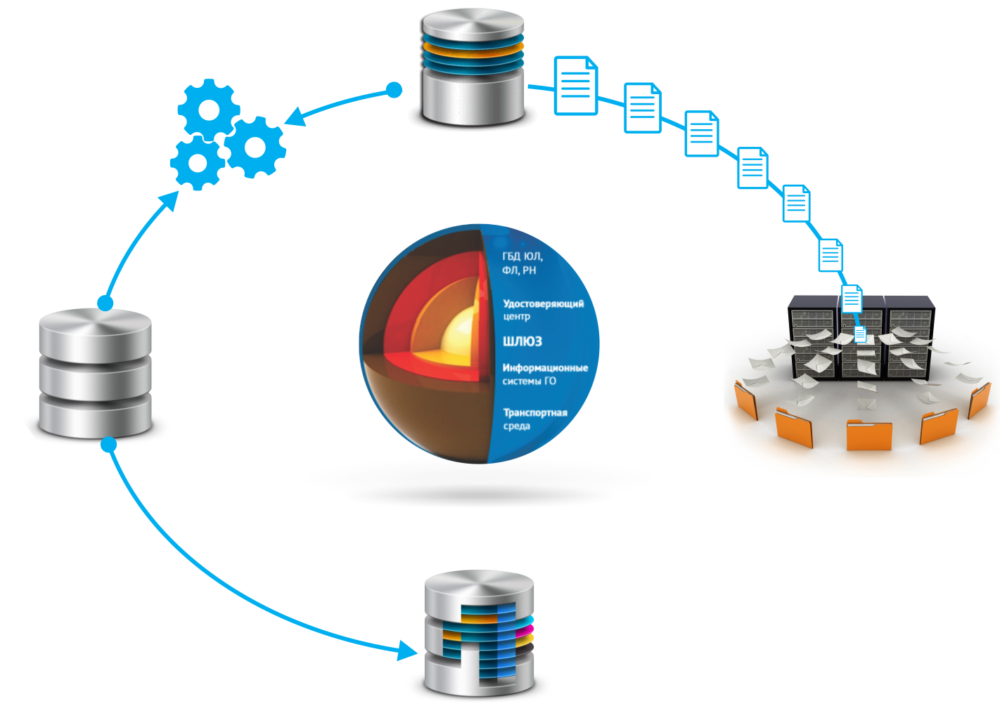 ГБД ЮЛ,
ФЛ, РН
Удостоверяющий
центр
ШЛЮЗ
Информационные
системы ГО
Транспортная
среда